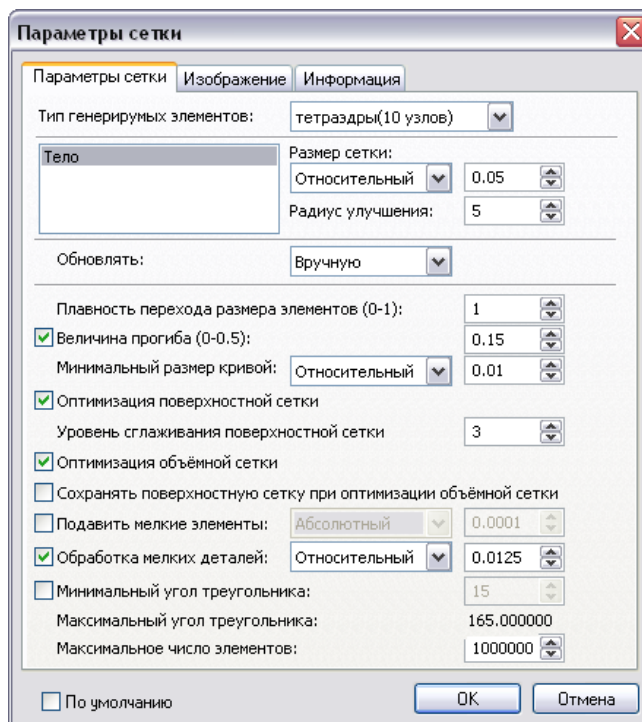 Параметры сетки
Параметры сетки Изображение Информация
Тип генерирумых элементов: тетраэдры(10 узлов)
Тело
Размер сетки:
Относительный 0.05
Радиус улучшения: 5
Обновлять: Вручную
Плавность перехода размера элементов (0-1): 1
Величина прогиба (0-0.5): 0.15
Минимальный размер кривой: Относительный 0.01
Оптимизация поверхностной сетки
Уровень сглаживания поверхностной сетки 3
Оптимизация объёмной сетки
Сохранять поверхностную сетку при оптимизации объёмной сетки
Подавить мелкие элементы: Абсолютный 0.0001
Обработка мелких деталей: Относительный 0.0125
Минимальный угол треугольника: 15
Максимальный угол треугольника: 165.000000
Максимальное число элементов: 1000000
По умолчанию OK Отмена